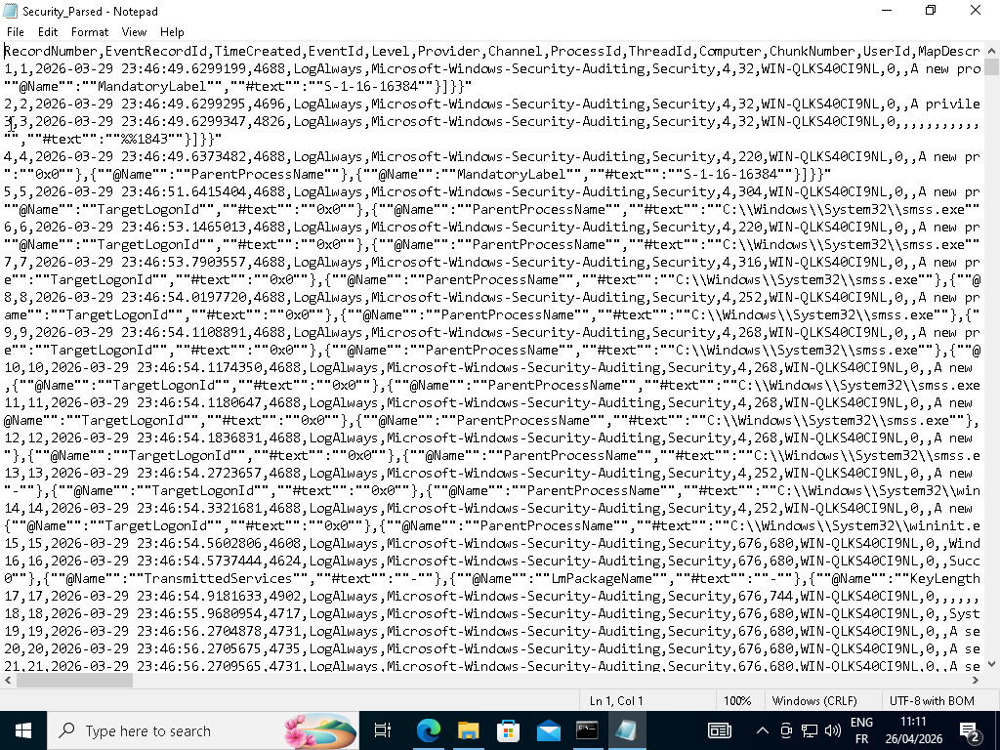 Security_Parsed - Notepad
File Edit Format View Help
RecordNumber,EventRecordId,TimeCreated,EventId,Level,Provider,Channel,ProcessId,ThreadId,Computer,ChunkNumber,UserId,MapDescr
1,1,2026-03-29 23:46:49.6299199,4688,LogAlways,Microsoft-Windows-Security-Auditing,Security,4,32,WIN-QLKS40CI9NL,0,,A new pro
""@Name"":""MandatoryLabel"",""#text"":""S-1-16-16384""}]}}"
2,2,2026-03-29 23:46:49.6299295,4696,LogAlways,Microsoft-Windows-Security-Auditing,Security,4,32,WIN-QLKS40CI9NL,0,,A privile
3,3,2026-03-29 23:46:49.6299347,4826,LogAlways,Microsoft-Windows-Security-Auditing,Security,4,32,WIN-QLKS40CI9NL,0,,,,,,,,,,,
"",""#text"":""%%1843""}]}}"
4,4,2026-03-29 23:46:49.6373482,4688,LogAlways,Microsoft-Windows-Security-Auditing,Security,4,220,WIN-QLKS40CI9NL,0,,A new pr
":""0x0""},{""@Name"":""ParentProcessName""},{""@Name"":""MandatoryLabel"",""#text"":""S-1-16-16384""}]}}"
5,5,2026-03-29 23:46:51.6415404,4688,LogAlways,Microsoft-Windows-Security-Auditing,Security,4,304,WIN-QLKS40CI9NL,0,,A new pr
""@Name"":""TargetLogonId"",""#text"":""0x0""},{""@Name"":""ParentProcessName"",""#text"":""C:\\Windows\\System32\\smss.exe""
6,6,2026-03-29 23:46:53.1465013,4688,LogAlways,Microsoft-Windows-Security-Auditing,Security,4,220,WIN-QLKS40CI9NL,0,,A new pr
""@Name"":""TargetLogonId"",""#text"":""0x0""},{""@Name"":""ParentProcessName"",""#text"":""C:\\Windows\\System32\\smss.exe""
7,7,2026-03-29 23:46:53.7903557,4688,LogAlways,Microsoft-Windows-Security-Auditing,Security,4,316,WIN-QLKS40CI9NL,0,,A new pr
e"":""TargetLogonId"",""#text"":""0x0""},{""@Name"":""ParentProcessName"",""#text"":""C:\\Windows\\System32\\smss.exe""},{""@
8,8,2026-03-29 23:46:54.0197720,4688,LogAlways,Microsoft-Windows-Security-Auditing,Security,4,252,WIN-QLKS40CI9NL,0,,A new pr
ame"":""TargetLogonId"",""#text"":""0x0""},{""@Name"":""ParentProcessName"",""#text"":""C:\\Windows\\System32\\smss.exe""},{"
9,9,2026-03-29 23:46:54.1108891,4688,LogAlways,Microsoft-Windows-Security-Auditing,Security,4,268,WIN-QLKS40CI9NL,0,,A new pr
e"":""TargetLogonId"",""#text"":""0x0""},{""@Name"":""ParentProcessName"",""#text"":""C:\\Windows\\System32\\smss.exe""},{""@
10,10,2026-03-29 23:46:54.1174350,4688,LogAlways,Microsoft-Windows-Security-Auditing,Security,4,268,WIN-QLKS40CI9NL,0,,A new
,{""@Name"":""TargetLogonId"",""#text"":""0x0""},{""@Name"":""ParentProcessName"",""#text"":""C:\\Windows\\System32\\smss.exe
11,11,2026-03-29 23:46:54.1180647,4688,LogAlways,Microsoft-Windows-Security-Auditing,Security,4,268,WIN-QLKS40CI9NL,0,,A new
@Name"":""TargetLogonId"",""#text"":""0x0""},{""@Name"":""ParentProcessName"",""#text"":""C:\\Windows\\System32\\smss.exe""},
12,12,2026-03-29 23:46:54.1836831,4688,LogAlways,Microsoft-Windows-Security-Auditing,Security,4,268,WIN-QLKS40CI9NL,0,,A new
"},{""@Name"":""TargetLogonId"",""#text"":""0x0""},{""@Name"":""ParentProcessName"",""#text"":""C:\\Windows\\System32\\smss.e
13,13,2026-03-29 23:46:54.2723657,4688,LogAlways,Microsoft-Windows-Security-Auditing,Security,4,252,WIN-QLKS40CI9NL,0,,A new
"-""},{""@Name"":""TargetLogonId"",""#text"":""0x0""},{""@Name"":""ParentProcessName"",""#text"":""C:\\Windows\\System32\\win
14,14,2026-03-29 23:46:54.3321681,4688,LogAlways,Microsoft-Windows-Security-Auditing,Security,4,252,WIN-QLKS40CI9NL,0,,A new
{""@Name"":""TargetLogonId"",""#text"":""0x0""},{""@Name"":""ParentProcessName"",""#text"":""C:\\Windows\\System32\\wininit.e
15,15,2026-03-29 23:46:54.5602806,4608,LogAlways,Microsoft-Windows-Security-Auditing,Security,676,680,WIN-QLKS40CI9NL,0,,Wind
16,16,2026-03-29 23:46:54.5737444,4624,LogAlways,Microsoft-Windows-Security-Auditing,Security,676,680,WIN-QLKS40CI9NL,0,,Succ
0""},{""@Name"":""TransmittedServices"",""#text"":""-""},{""@Name"":""LmPackageName"",""#text"":""-""},{""@Name"":""KeyLength
17,17,2026-03-29 23:46:54.9181633,4902,LogAlways,Microsoft-Windows-Security-Auditing,Security,676,744,WIN-QLKS40CI9NL,0,,,,,,
18,18,2026-03-29 23:46:55.9680954,4717,LogAlways,Microsoft-Windows-Security-Auditing,Security,676,680,WIN-QLKS40CI9NL,0,,Syst
19,19,2026-03-29 23:46:56.2704878,4731,LogAlways,Microsoft-Windows-Security-Auditing,Security,676,680,WIN-QLKS40CI9NL,0,,A se
20,20,2026-03-29 23:46:56.2705675,4735,LogAlways,Microsoft-Windows-Security-Auditing,Security,676,680,WIN-QLKS40CI9NL,0,,A se
21,21,2026-03-29 23:46:56.2709565,4731,LogAlways,Microsoft-Windows-Security-Auditing,Security,676,680,WIN-QLKS40CI9NL,0,,A se
Ln 1, Col 1 100% Windows (CRLF) UTF-8 with BOM
Type here to search
ENG 11:11
FR 26/04/2026
2